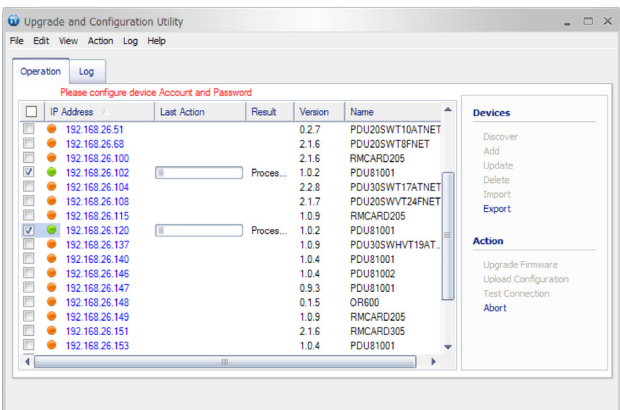 Upgrade and Configuration Utility
File Edit View Action Log Help
Operation Log
Please configure device Account and Password
IP Address Last Action Result Version Name
192.168.26.51 0.2.7 PDU20SWT10ATNET
192.168.26.68 2.1.6 PDU20SWT8FNET
192.168.26.100 2.1.6 RMCARD205
192.168.26.102 Proces... 1.0.2 PDU81001
192.168.26.104 2.2.8 PDU30SWT17ATNET
192.168.26.108 2.1.7 PDU20SWVT24FNET
192.168.26.115 1.0.9 RMCARD205
192.168.26.120 Proces... 1.0.2 PDU81001
192.168.26.137 1.0.9 PDU30SWHVT19AT..
192.168.26.140 1.0.4 PDU81001
192.168.26.146 1.0.4 PDU81002
192.168.26.147 0.9.3 PDU81001
192.168.26.148 0.1.5 OR600
192.168.26.149 1.0.9 RMCARD205
192.168.26.151 2.1.6 RMCARD305
192.168.26.153 1.0.4 PDU81001
Devices
Discover
Add
Update
Delete
Import
Export
Action
Upgrade Firmware
Upload Configuration
Test Connection
Abort